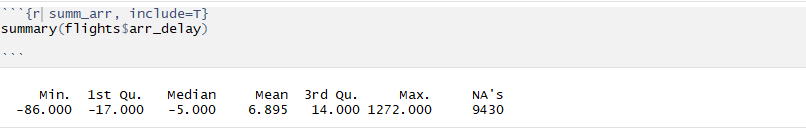 ```{r summ_arr, include=T}
summary(flights$arr_delay)
```
Min. 1st Qu. Median Mean 3rd Qu. Max. NA's
-86.000 -17.000 -5.000 6.895 14.000 1272.000 9430